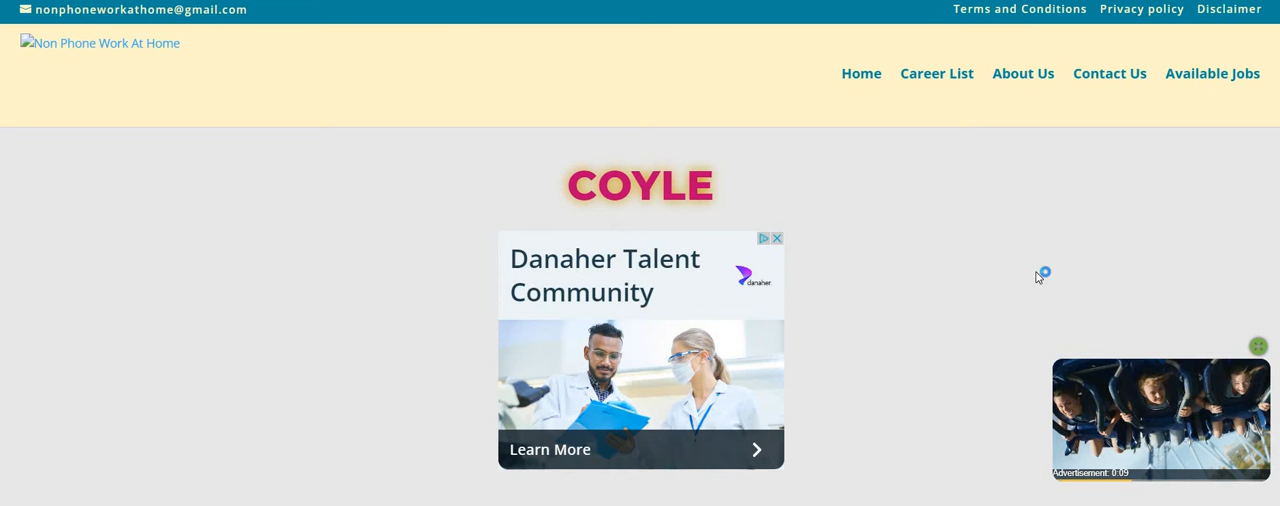 nonphoneworkathome@gmail.com
Terms and Conditions Privacy policy Disclaimer
Non Phone Work At Home
Home Career List About Us Contact Us Available Jobs
COYLE
Danaher Talent
Community
danaher.
Learn More
Advertisement: 0:09